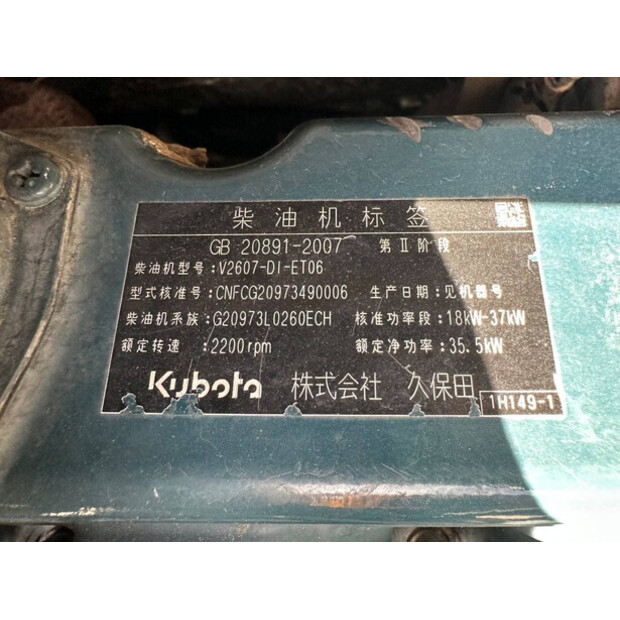 柴油机标签
GB 20891-2007 第Ⅱ阶段
柴油机型号:V2607-DI-ET06
型式核准号:CNFCG20973490006 生产日期:见机器号
柴油机系族:G20973L0260ECH 核准功率段:18kW-37kW
额定转速:2200rpm 额定净功率:35.5kW
Kubota 株式会社 久保田
1H149-1